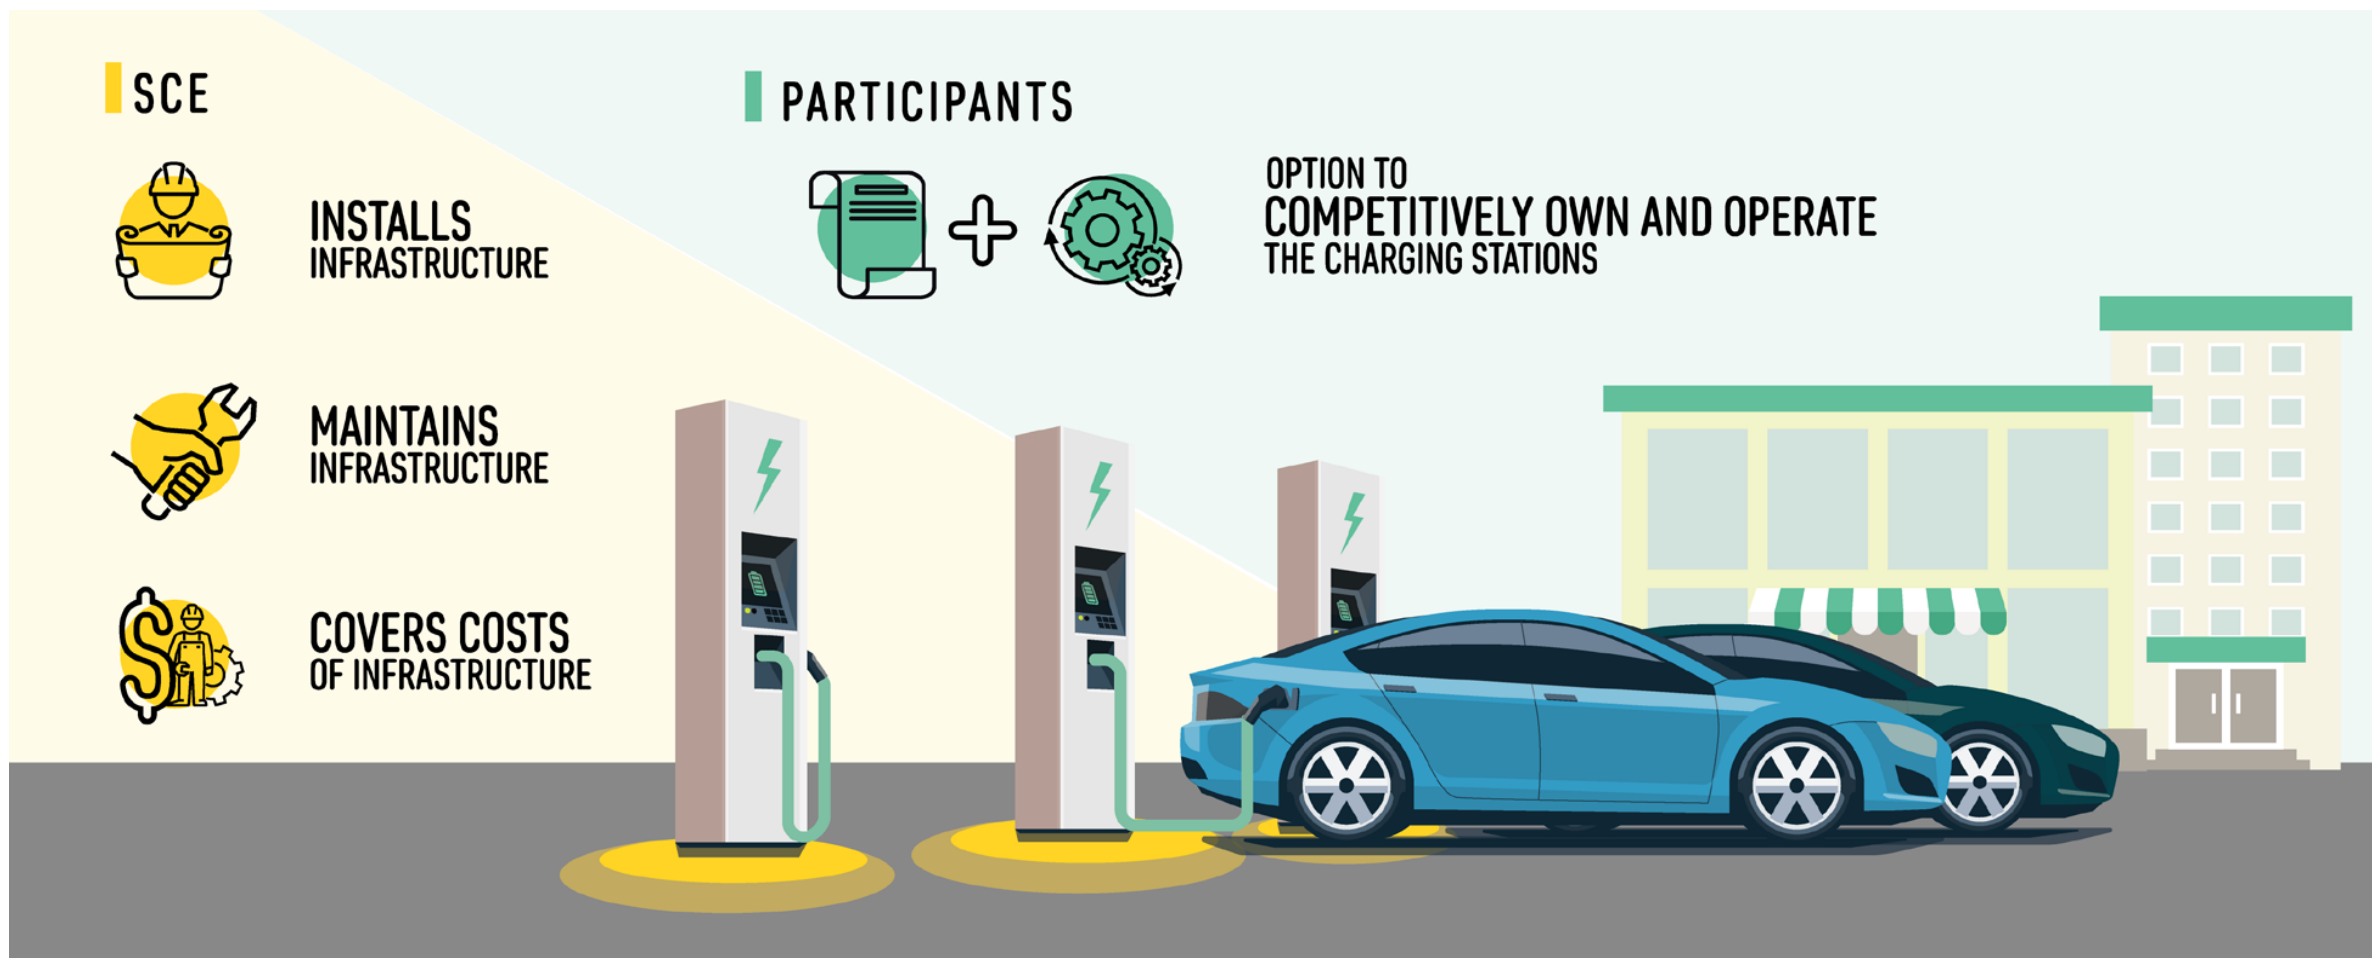 SCE
INSTALLS
INFRASTRUCTURE
MAINTAINS
INFRASTRUCTURE
COVERS COSTS
OF INFRASTRUCTURE
PARTICIPANTS
OPTION TO
COMPETITIVELY OWN AND OPERATE
THE CHARGING STATIONS